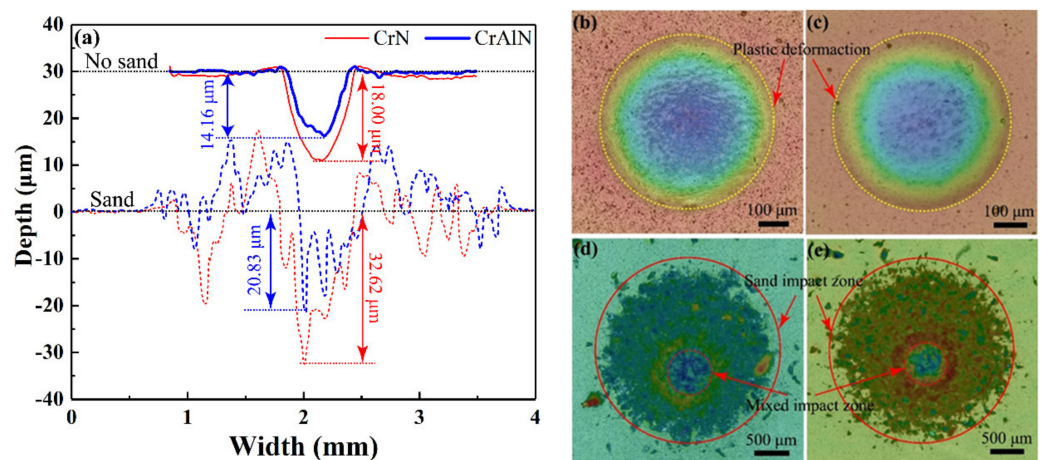 (a)
CrN
CrAlN
No sand
14.16 µm
18.00 µm
Sand
20.83 µm
32.62 µm
40
30
20
10
0
-10
-20
-30
-40
Depth (µm)
0
1
2
3
4
Width (mm)
(b)
(c)
Plastic deformaction
100 µm
100 µm
(d)
(e)
Sand impact zone
Mixed impact zone
500 µm
500 µm